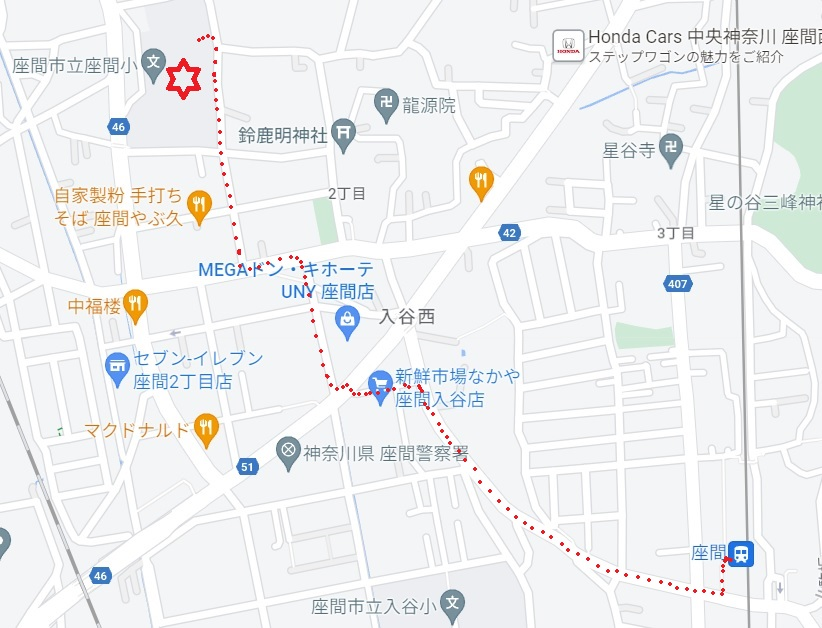 Honda Cars 中央神奈川 座間西
ステップワゴンの魅力をご紹介
HONDA
座間市立座間小
文
46
龍源院
鈴鹿明神社
星谷寺
自家製粉 手打ち
そば 座間やぶ久
2丁目
星の谷三峰神社
42
3丁目
MEGAドン・キホーテ
UNY 座間店
407
中福楼
入谷西
セブン-イレブン
座間2丁目店
新鮮市場なかや
座間入谷店
マクドナルド
神奈川県 座間警察署
51
座間
46
座間市立入谷小
文